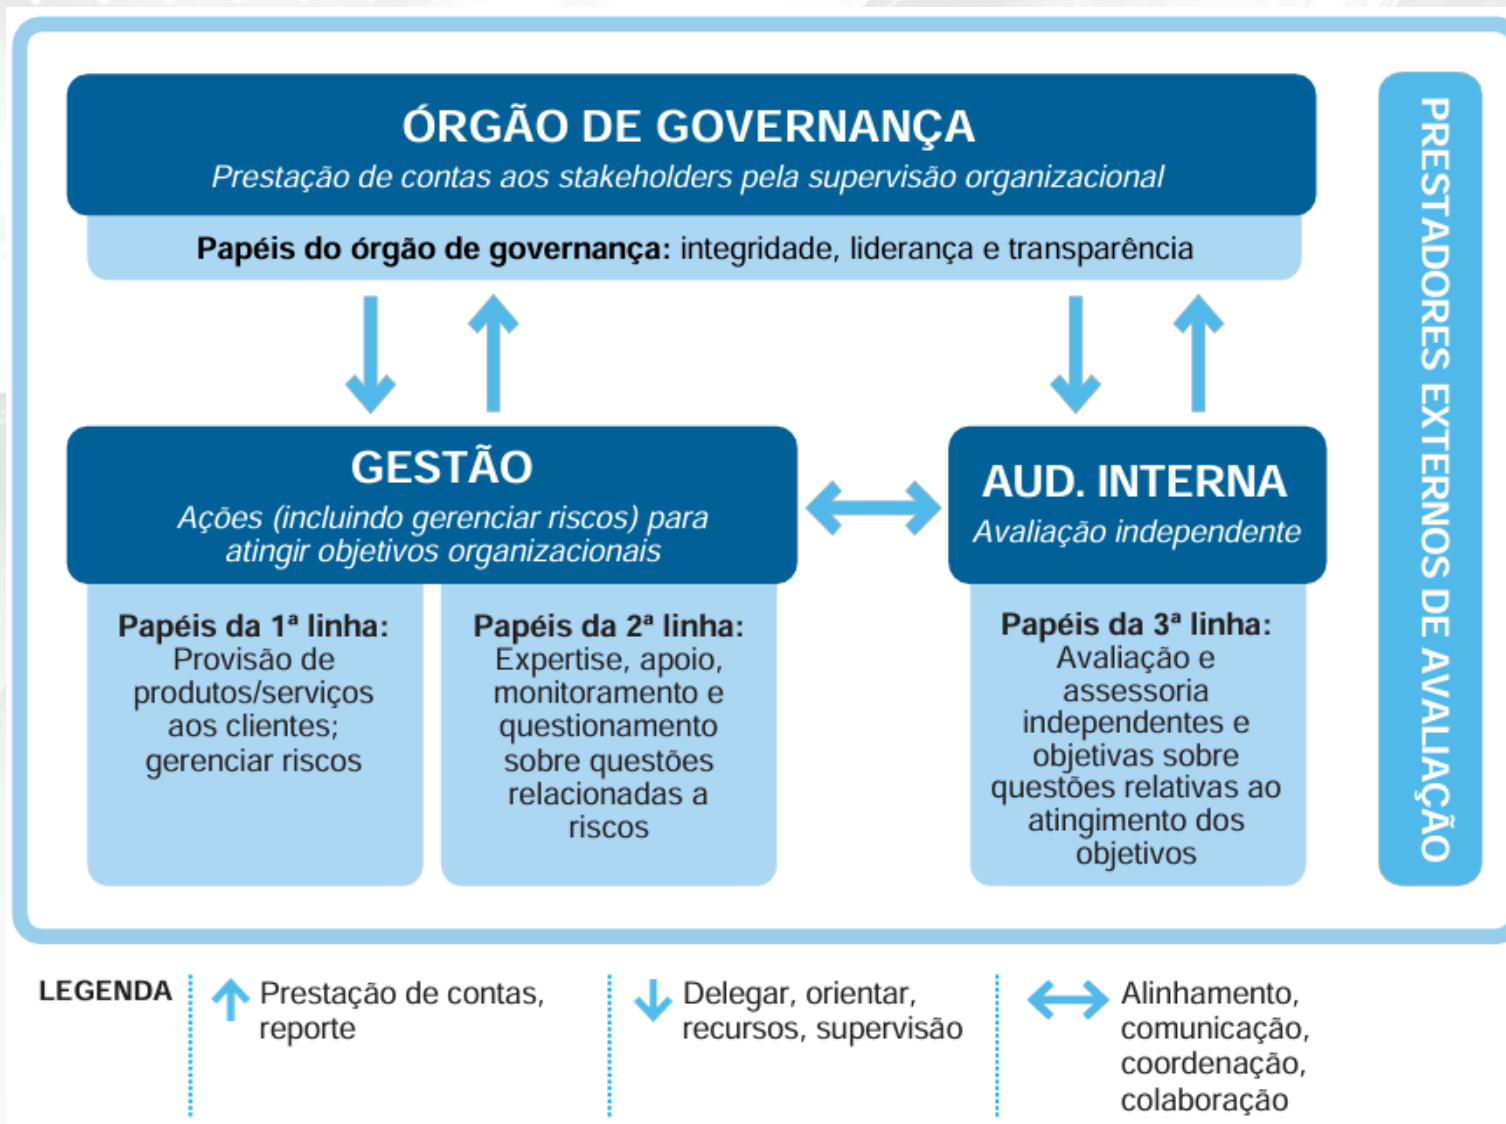 ÓRGÃO DE GOVERNANÇA
Prestação de contas aos stakeholders pela supervisão organizacional
Papéis do órgão de governança: integridade, liderança e transparência
GESTÃO
Ações (incluindo gerenciar riscos) para
atingir objetivos organizacionais
Papéis da 1ª linha:
Provisão de
produtos/serviços
aos clientes;
gerenciar riscos
Papéis da 2ª linha:
Expertise, apoio,
monitoramento e
questionamento
sobre questões
relacionadas a
riscos
AUD. INTERNA
Avaliação independente
Papéis da 3ª linha:
Avaliação e
assessoria
independentes e
objetivas sobre
questões relativas ao
atingimento dos
objetivos
PRESTADORES EXTERNOS DE AVALIAÇÃO
LEGENDA
Prestação de contas,
reporte
Delegar, orientar,
recursos, supervisão
Alinhamento,
comunicação,
coordenação,
colaboração